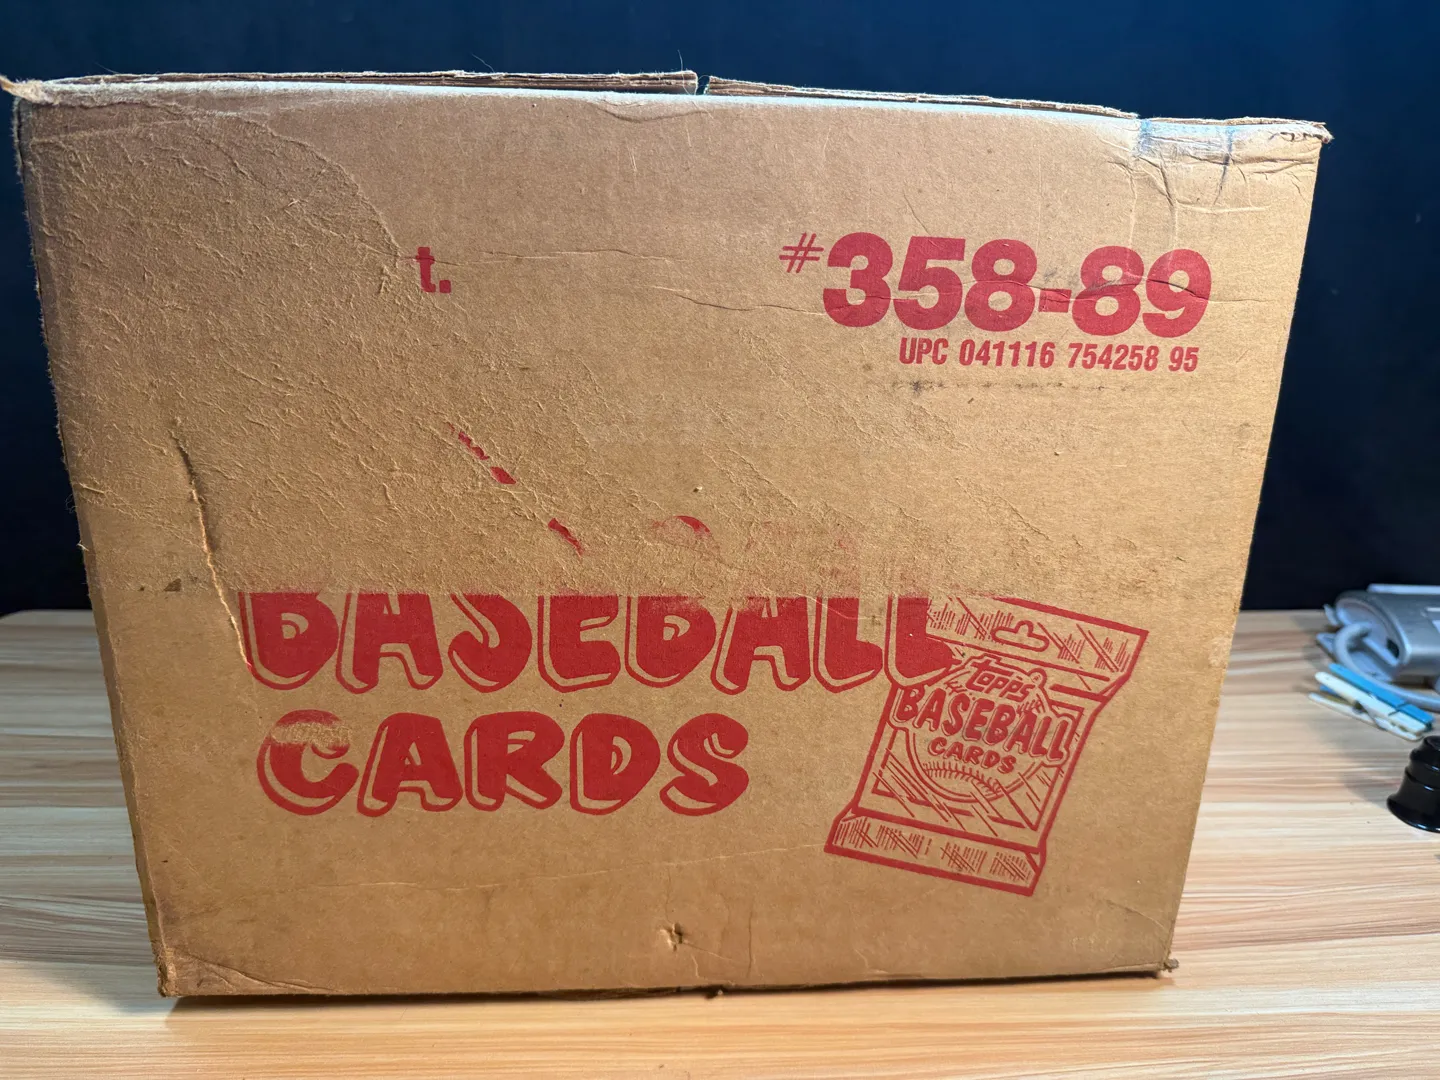 t.
#358-89
UPC 041116 754258 95
BASEBALL
CARDS
topps
BASEBALL
CARDS